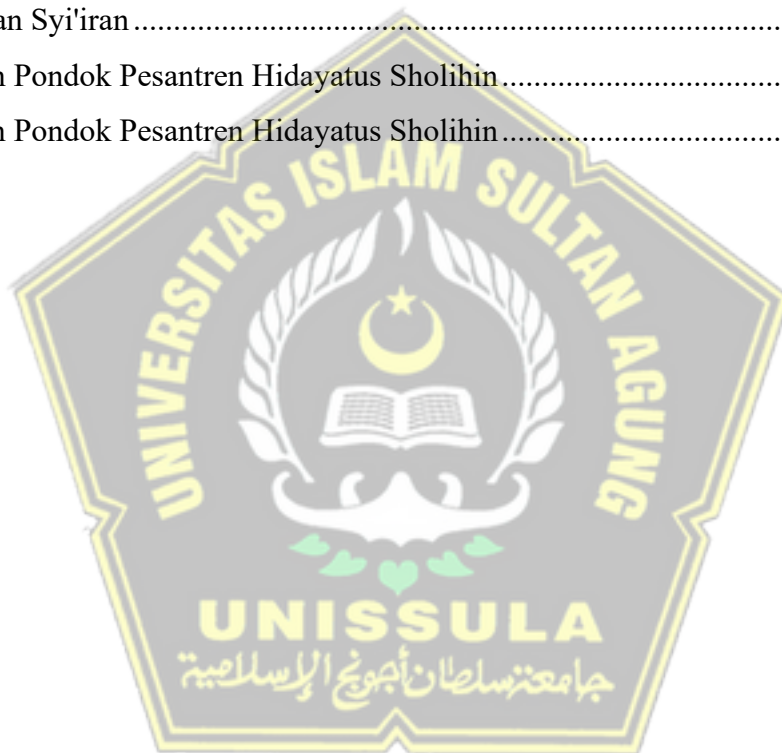 an Syi'iran.................................................................................
n Pondok Pesantren Hidayatus Sholihin...................................
n Pondok Pesantren Hidayatus Sholihin...................................
UNIVERSITAS ISLAM SULTAN AGUNG
UNISSULA
جامعة سلطان أجونج الإسلامية